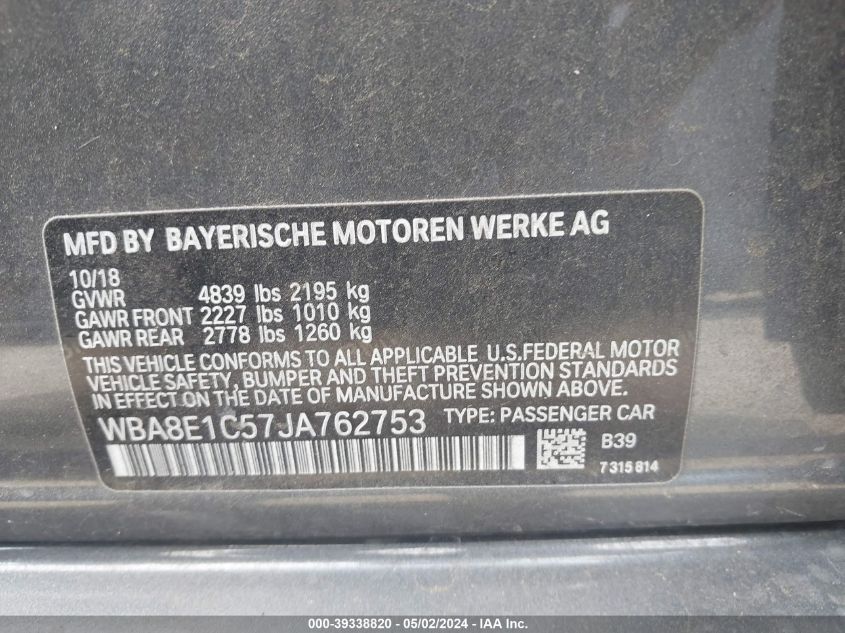 MFD BY BAYERISCHE MOTOREN WERKE AG
10/18
GVWR 4839 lbs 2195 kg
GAWR FRONT 2227 lbs 1010 kg
GAWR REAR 2778 lbs 1260 kg
THIS VEHICLE CONFORMS TO ALL APPLICABLE U.S.FEDERAL MOTOR
VEHICLE SAFETY, BUMPER AND THEFT PREVENTION STANDARDS
IN EFFECT ON THE DATE OF MANUFACTURE SHOWN ABOVE.
WBA8E1C57JA762753 TYPE: PASSENGER CAR
B39
7315814
000-39338820 - 05/02/2024 - IAA Inc.